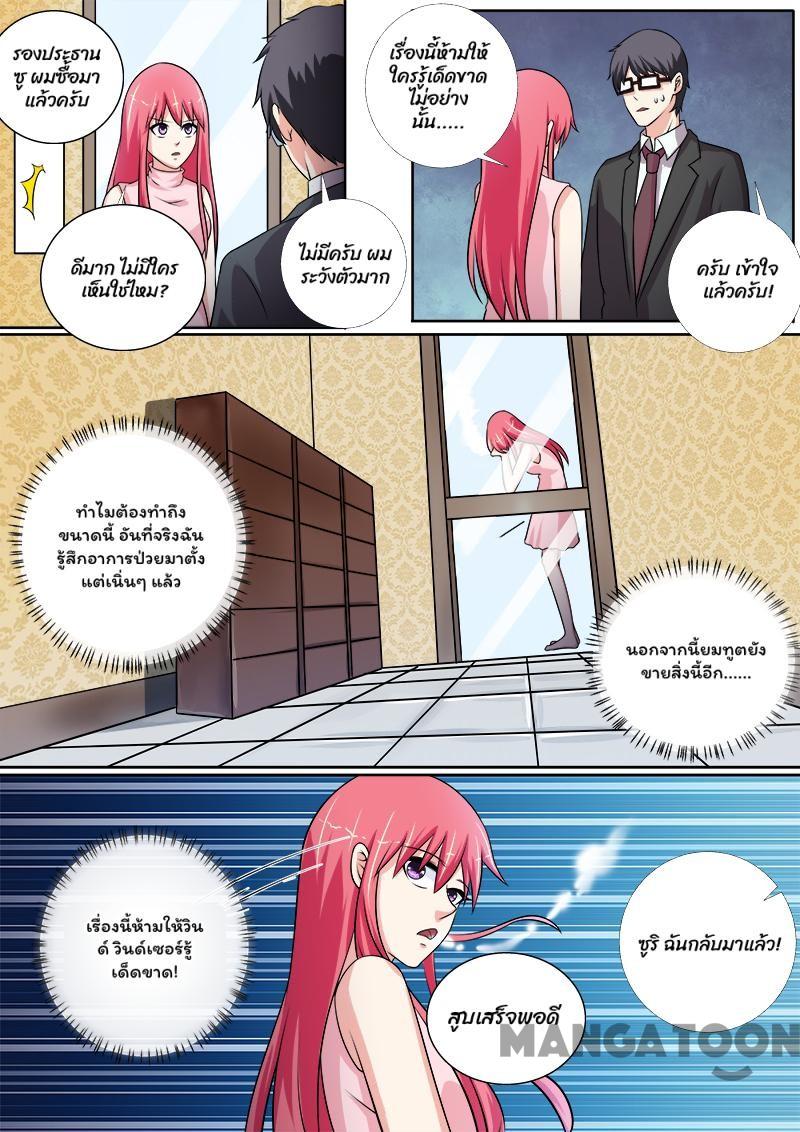 รองประธาน
ซู ผมซื้อมา
แล้วครับ
ดีมาก ไม่มีใคร
เห็นใช่ไหม?
ไม่มีครับ ผม
ระวังตัวมาก
เรื่องนี้ห้ามให้
ใครรู้เด็ดขาด
ไม่อย่าง
นั้น.....
ครับ เข้าใจ
แล้วครับ!
ทำไมต้องทำถึง
ขนาดนี้ อันที่จริงฉัน
รู้สึกอาการป่วยมาตั้ง
แต่เนิ่นๆ แล้ว
นอกจากนี้ยมทูตยัง
ขายสิ่งนี้อีก......
เรื่องนี้ห้ามให้วิน
ด์ วินด์เซอร์รู้
เด็ดขาด!
ซูริ ฉันกลับมาแล้ว!
สูบเสร็จพอดี
MANGATOON